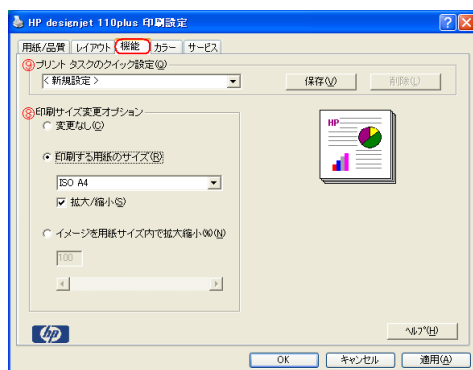 HP designjet 110plus 印刷設定
用紙/品質 レイアウト 機能 カラー サービス
⑨プリント タスクのクイック設定(Q)
<新規設定>
保存(V) 削除(L)
⑧印刷サイズ変更オプション
変更なし(C)
印刷する用紙のサイズ(R)
ISO A4
拡大/縮小(S)
イメージを用紙サイズ内で拡大縮小%(N)
100
HP
hp
ヘルプ(H)
OK キャンセル 適用(A)